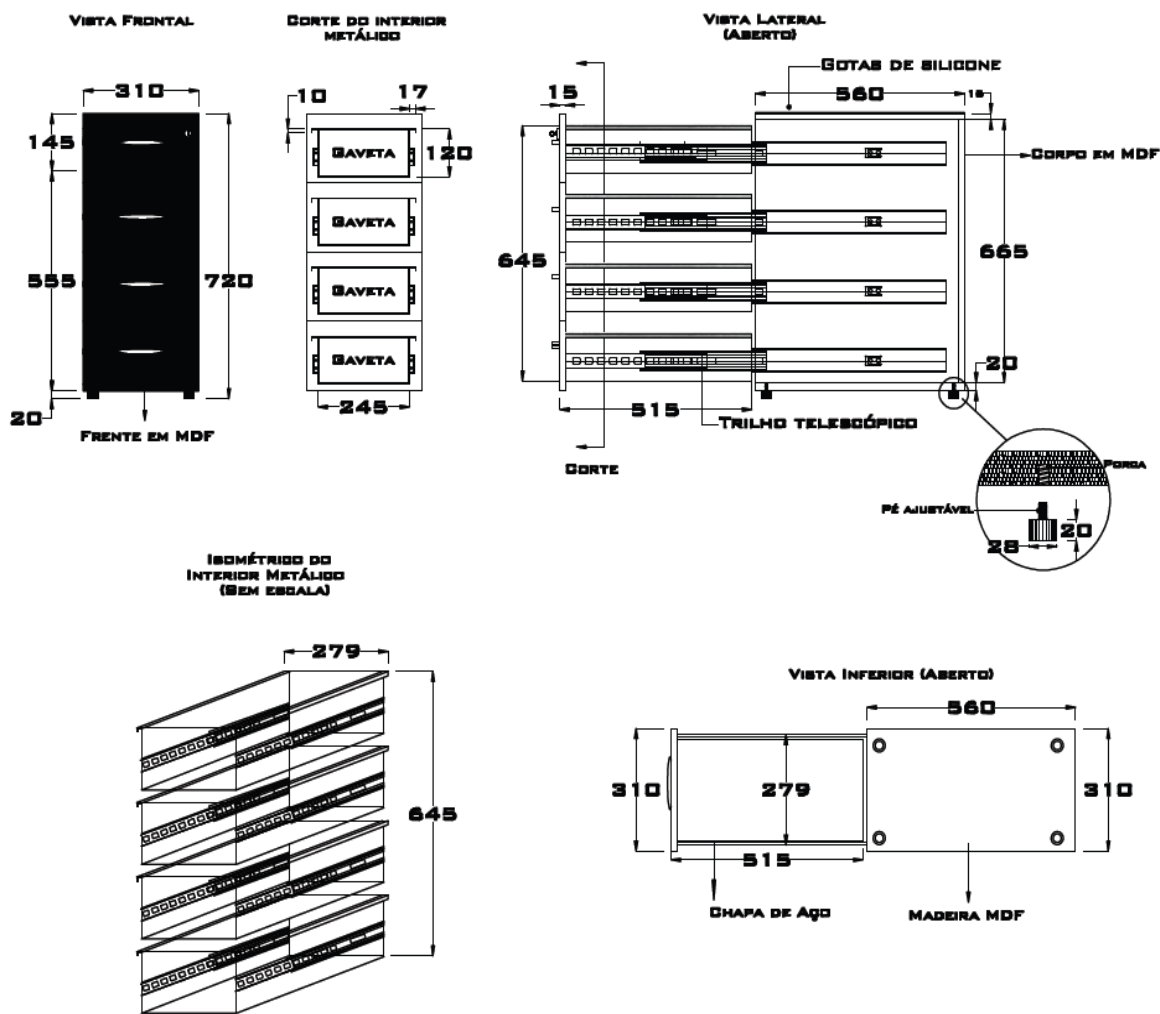 Vista Frontal
Corte do interior
metálico
Vista Lateral
(Aberto)
310
10
17
145
Gaveta
120
Gaveta
Gaveta
Gaveta
555
720
20
245
Frente em MDF
Gotas de silicone
15
560
Corpo em MDF
645
665
20
515
Trilho telescópico
Corte
Porca
Pé ajustável
20
28
Isométrico do
Interior Metálico
(Sem escala)
279
645
Vista Inferior (Aberto)
560
310
279
310
515
Chapa de Aço
Madeira MDF